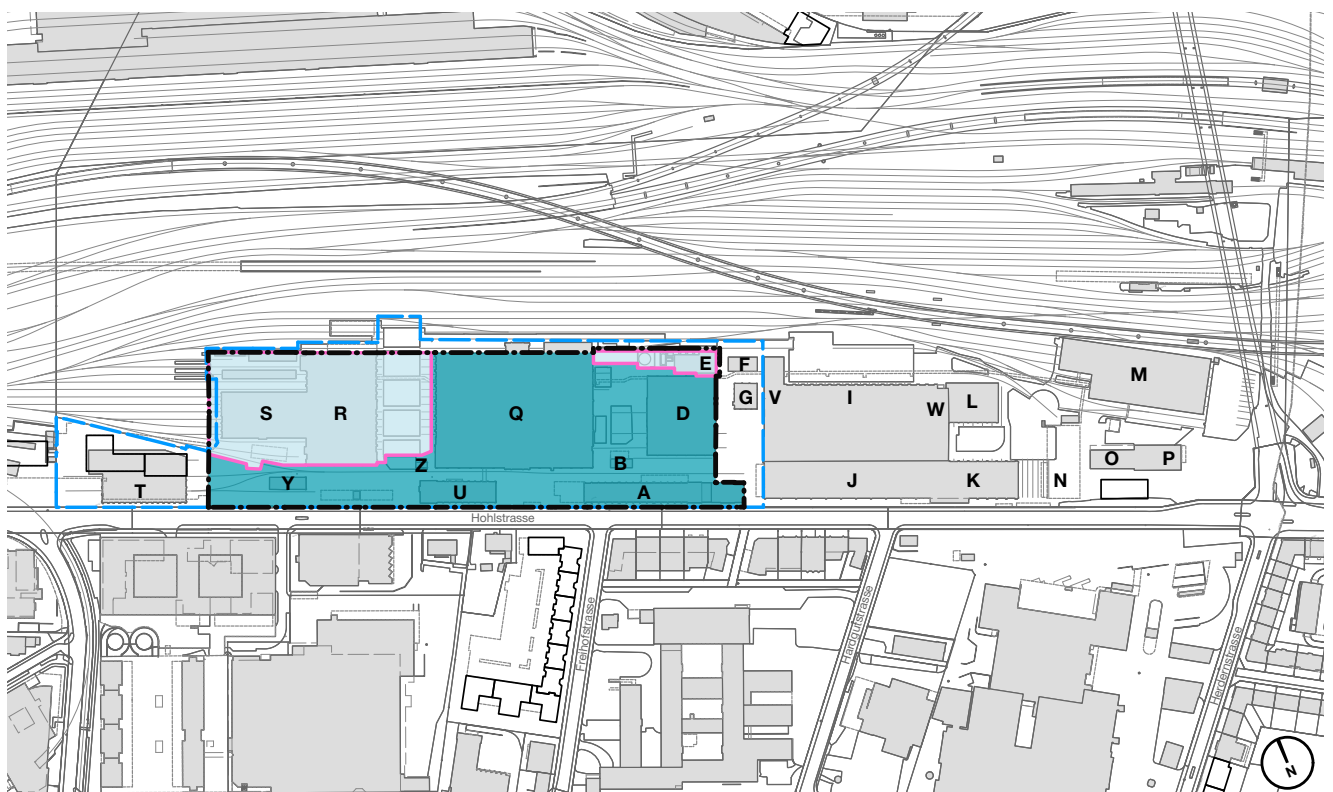 E
F
M
G
V
I
W
L
S
R
Q
D
Z
B
O
P
Y
J
K
N
T
U
A
Hohlstrasse
Freihofstrasse
Hardgutstrasse
Herdernstrasse
N